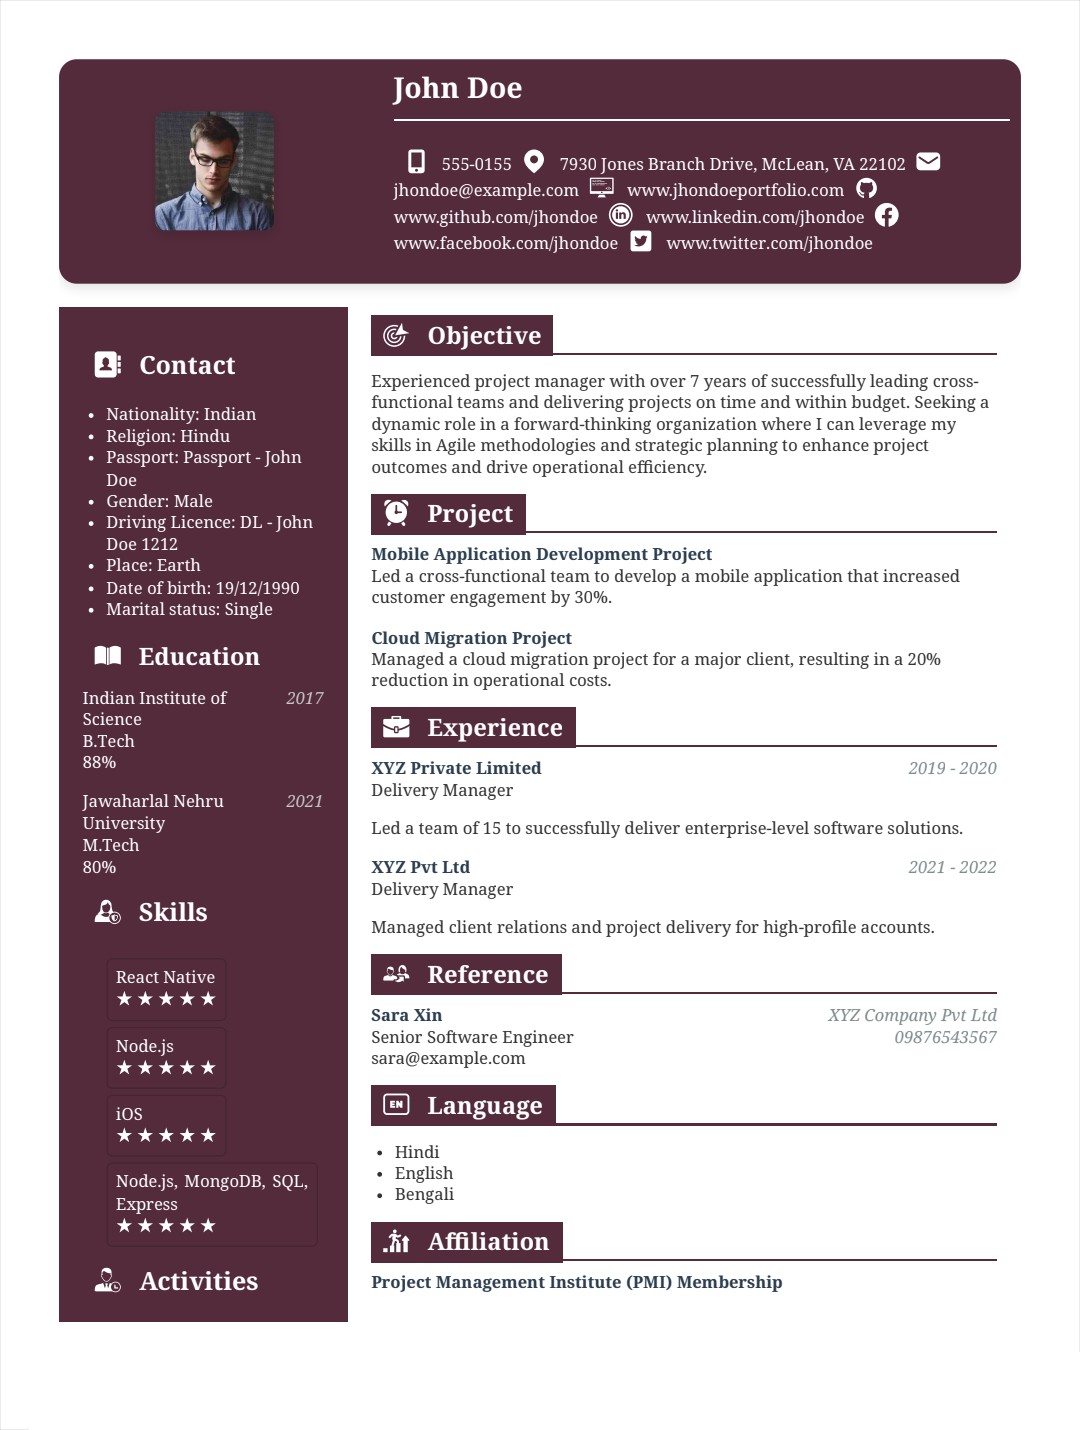 John Doe
555-0155 7930 Jones Branch Drive, McLean, VA 22102
jhondoe@example.com www.jhondoeportfolio.com
www.github.com/jhondoe www.linkedin.com/jhondoe
www.facebook.com/jhondoe www.twitter.com/jhondoe
Contact
• Nationality: Indian
• Religion: Hindu
• Passport: Passport - John
Doe
• Gender: Male
• Driving Licence: DL - John
Doe 1212
• Place: Earth
• Date of birth: 19/12/1990
• Marital status: Single
Education
Indian Institute of 2017
Science
B.Tech
88%
Jawaharlal Nehru 2021
University
M.Tech
80%
Skills
React Native
★★★★★
Node.js
★★★★★
iOS
★★★★★
Node.js, MongoDB, SQL,
Express
★★★★★
Activities
Objective
Experienced project manager with over 7 years of successfully leading cross-
functional teams and delivering projects on time and within budget. Seeking a
dynamic role in a forward-thinking organization where I can leverage my
skills in Agile methodologies and strategic planning to enhance project
outcomes and drive operational efficiency.
Project
Mobile Application Development Project
Led a cross-functional team to develop a mobile application that increased
customer engagement by 30%.
Cloud Migration Project
Managed a cloud migration project for a major client, resulting in a 20%
reduction in operational costs.
Experience
XYZ Private Limited 2019 - 2020
Delivery Manager
Led a team of 15 to successfully deliver enterprise-level software solutions.
XYZ Pvt Ltd 2021 - 2022
Delivery Manager
Managed client relations and project delivery for high-profile accounts.
Reference
Sara Xin XYZ Company Pvt Ltd
Senior Software Engineer 09876543567
sara@example.com
EN Language
• Hindi
• English
• Bengali
Affiliation
Project Management Institute (PMI) Membership